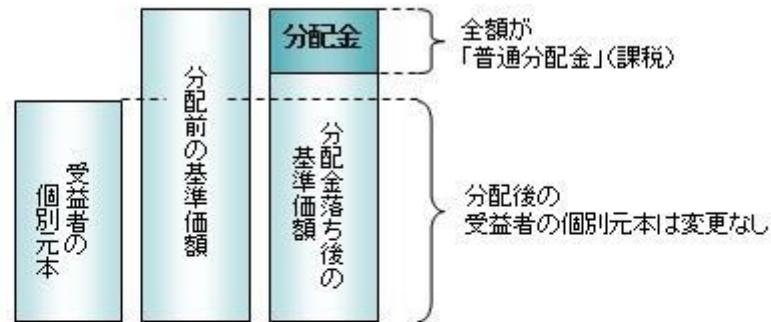 受益者の
個別元本
分配前の基準価額
分配金
分配金落ち後の
基準価額
全額が
「普通分配金」(課税)
分配後の
受益者の個別元本は変更なし